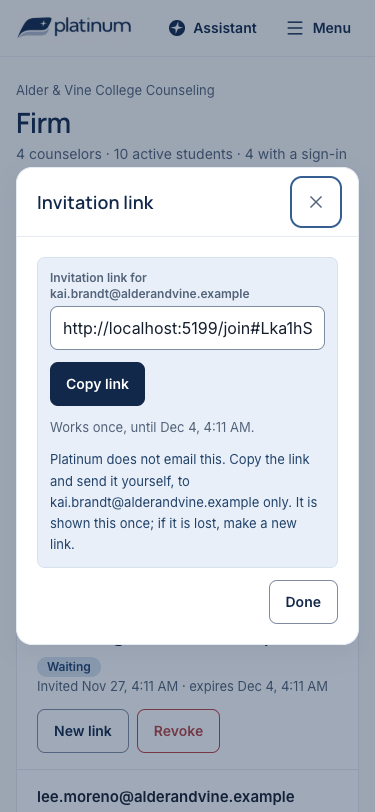 platinum
Assistant
Menu
Alder & Vine College Counseling
Firm
4 counselors · 10 active students · 4 with a sign-in
Invitation link
Invitation link for
kai.brandt@alderandvine.example
http://localhost:5199/join#Lka1hS
Copy link
Works once, until Dec 4, 4:11 AM.
Platinum does not email this. Copy the link
and send it yourself, to
kai.brandt@alderandvine.example only. It is
shown this once; if it is lost, make a new
link.
Done
Waiting
Invited Nov 27, 4:11 AM · expires Dec 4, 4:11 AM
New link
Revoke
lee.moreno@alderandvine.example